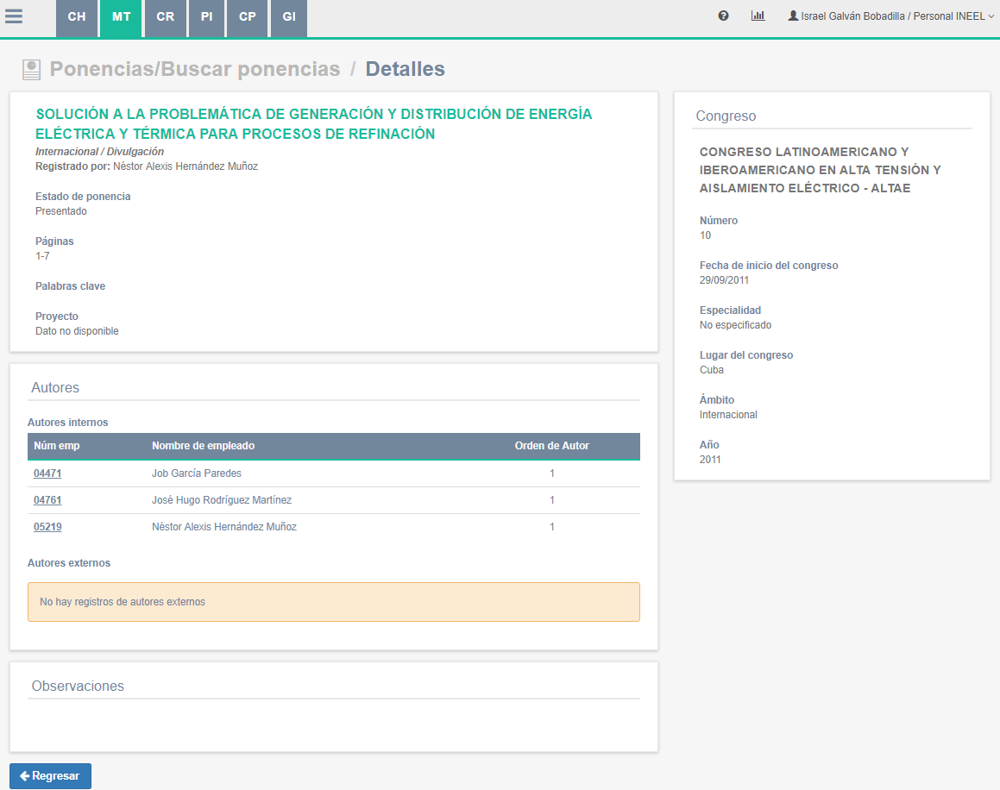 CH MT CR PI CP GI
Israel Galván Bobadilla / Personal INEEL
Ponencias/Buscar ponencias / Detalles
SOLUCIÓN A LA PROBLEMÁTICA DE GENERACIÓN Y DISTRIBUCIÓN DE ENERGÍA
ELÉCTRICA Y TÉRMICA PARA PROCESOS DE REFINACIÓN
Internacional / Divulgación
Registrado por: Néstor Alexis Hernández Muñoz
Estado de ponencia
Presentado
Páginas
1-7
Palabras clave
Proyecto
Dato no disponible
Autores
Autores internos
Núm emp Nombre de empleado Orden de Autor
04471 Job García Paredes 1
04761 José Hugo Rodríguez Martínez 1
05219 Néstor Alexis Hernández Muñoz 1
Autores externos
No hay registros de autores externos
Observaciones
Regresar
Congreso
CONGRESO LATINOAMERICANO Y
IBEROAMERICANO EN ALTA TENSIÓN Y
AISLAMIENTO ELÉCTRICO - ALTAE
Número
10
Fecha de inicio del congreso
29/09/2011
Especialidad
No especificado
Lugar del congreso
Cuba
Ámbito
Internacional
Año
2011